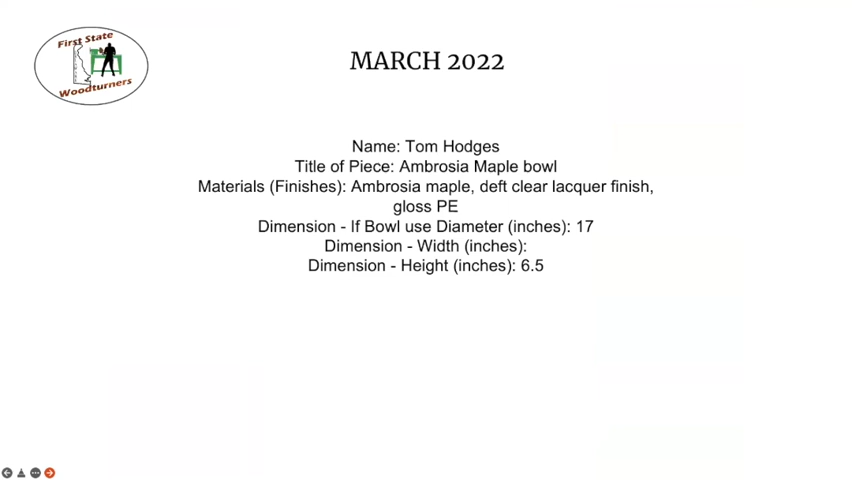 First State
Woodturners
MARCH 2022
Name: Tom Hodges
Title of Piece: Ambrosia Maple bowl
Materials (Finishes): Ambrosia maple, deft clear lacquer finish,
gloss PE
Dimension - If Bowl use Diameter (inches): 17
Dimension - Width (inches):
Dimension - Height (inches): 6.5